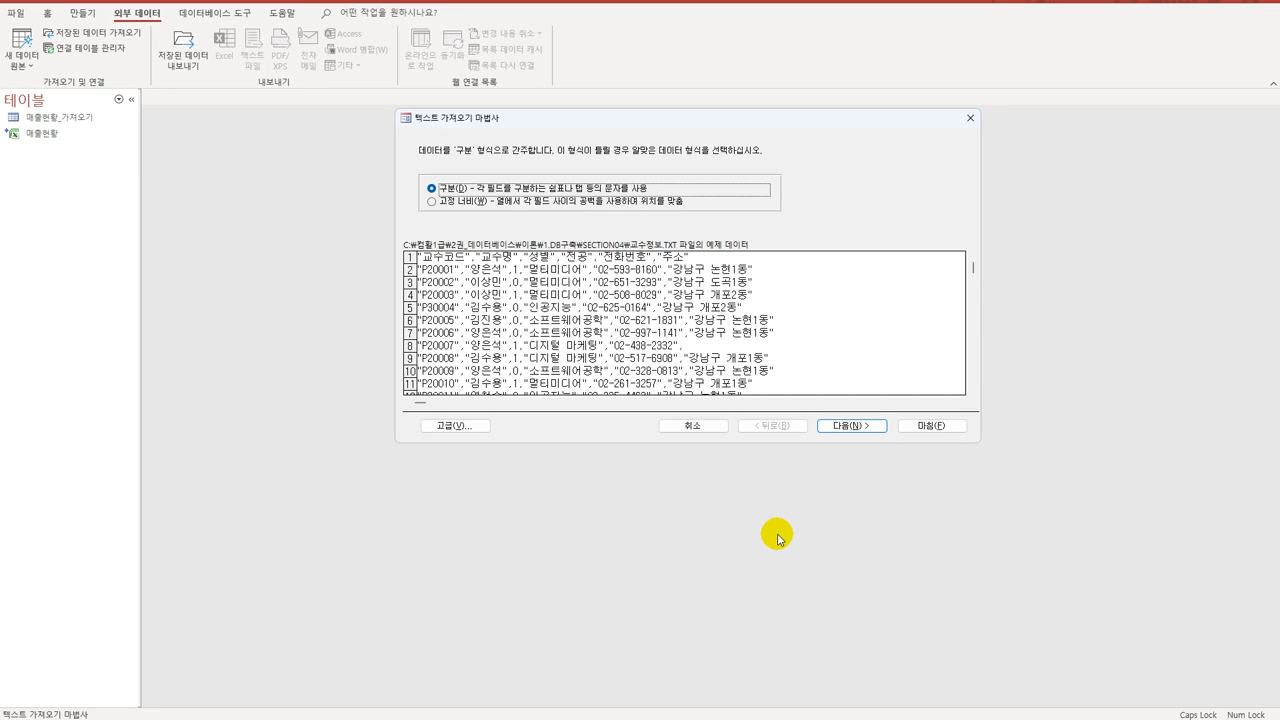 파일 홈 만들기 외부 데이터 데이터베이스 도구 도움말 어떤 작업을 원하시나요?
새 데이터 원본
저장된 데이터 가져오기
연결 테이블 관리자
가져오기 및 연결
저장된 데이터 내보내기
Excel
텍스트 파일
PDF/XPS
전자 메일
Access
Word 병합(W)
기타
내보내기
온라인으로 작업
동기화
변경 내용 취소
목록 데이터 캐시
목록 다시 연결
웹 연결 목록
테이블
매출현황_가져오기
매출현황
텍스트 가져오기 마법사
데이터를 '구분' 형식으로 간주합니다. 이 형식이 틀릴 경우 알맞은 데이터 형식을 선택하십시오.
구분(D) - 각 필드를 구분하는 쉼표나 탭 등의 문자를 사용
고정 너비(W) - 열에서 각 필드 사이의 공백을 사용하여 위치를 맞춤
C:₩컴활1급₩2권_데이터베이스₩이론₩1.DB구축₩SECTION04₩교수정보.TXT 파일의 예제 데이터
1 "교수코드","교수명","성별","전공","전화번호","주소"
2 "P20001","양은석",1,"멀티미디어","02-593-8160","강남구 논현1동"
3 "P20002","이상민",0,"멀티미디어","02-651-3293","강남구 도곡1동"
4 "P20003","이상민",1,"멀티미디어","02-508-8029","강남구 개포2동"
5 "P30004","김수용",0,"인공지능","02-625-0164","강남구 개포2동"
6 "P20005","김진용",0,"소프트웨어공학","02-621-1831","강남구 논현1동"
7 "P20006","양은석",0,"소프트웨어공학","02-997-1141","강남구 논현1동"
8 "P20007","양은석",1,"디지털 마케팅","02-438-2332",
9 "P20008","김수용",1,"디지털 마케팅","02-517-6908","강남구 개포1동"
10 "P20009","양은석",0,"소프트웨어공학","02-328-0813","강남구 논현1동"
11 "P20010","김수용",1,"멀티미디어","02-261-3257","강남구 개포1동"
고급(V)... 취소 < 뒤로(B) 다음(N) > 마침(F)
텍스트 가져오기 마법사 Caps Lock Num Lock